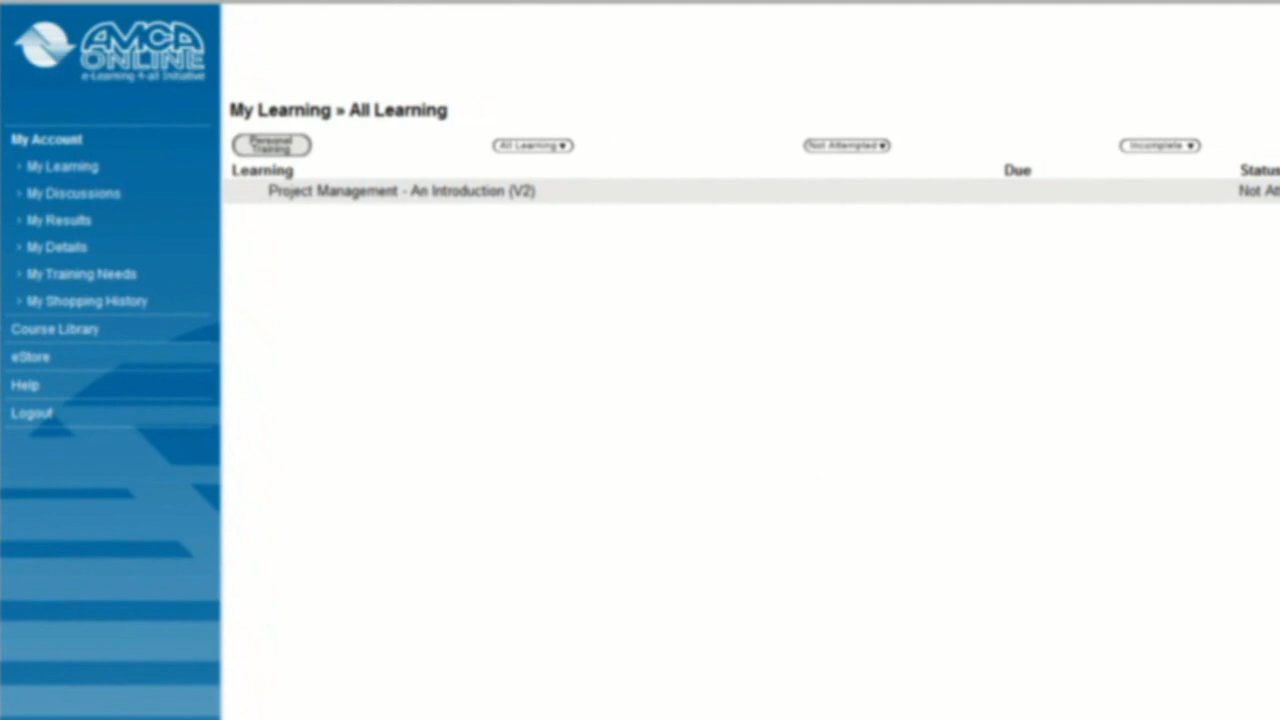 AMCA
ONLINE
e-Learning 4-all Initiative
My Account
My Learning
My Discussions
My Results
My Details
My Training Needs
My Shopping History
Course Library
eStore
Help
Logout
My Learning » All Learning
Personal
Training
All Learning ▼
Not Attempted ▼
Incomplete ▼
Learning Due Status
Project Management - An Introduction (V2) Not At